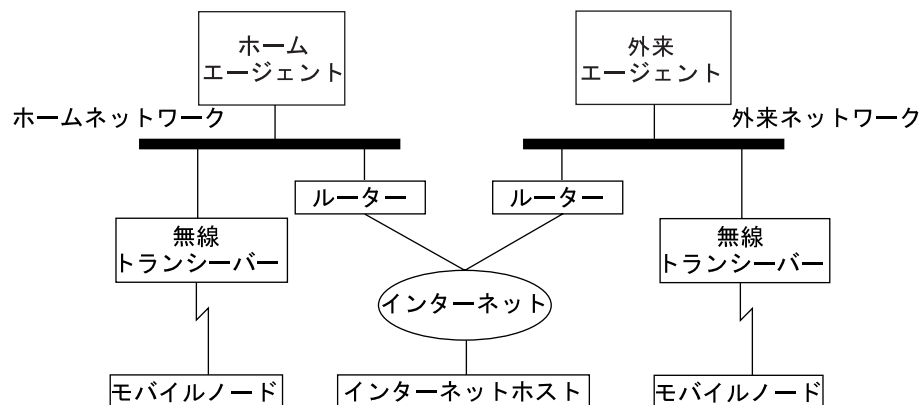 ホーム
エージェント
外来
エージェント
ホームネットワーク
外来ネットワーク
ルーター
ルーター
無線
トランシーバー
無線
トランシーバー
インターネット
モバイルノード
インターネットホスト
モバイルノード